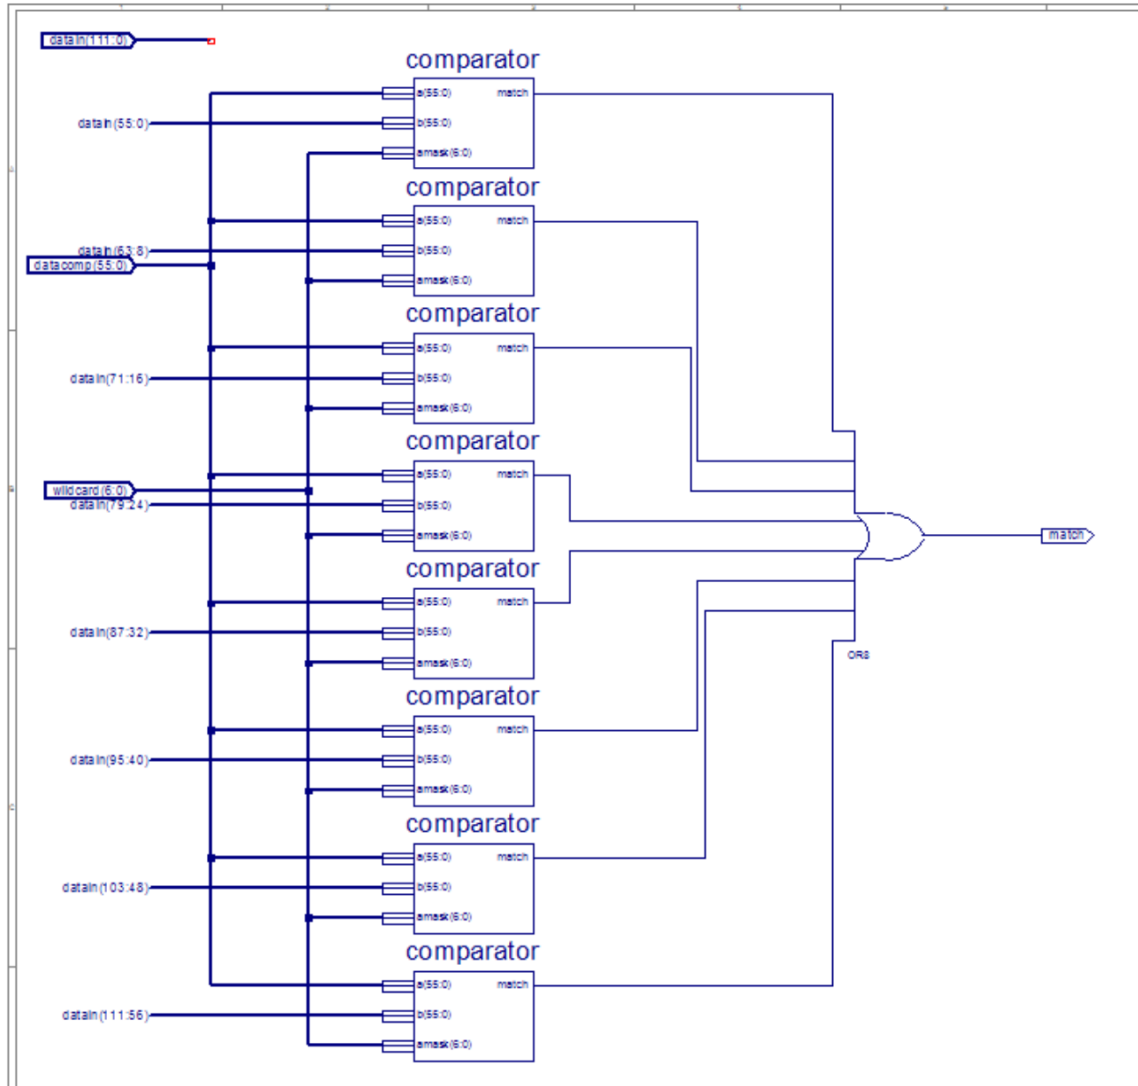 dataIn(111:0)
comparator
a(55:0) match
dataIn(55:0) b(55:0)
amask(6:0)
comparator
a(55:0) match
dataIn(63:8) b(55:0)
datacomp(55:0)
amask(6:0)
comparator
a(55:0) match
dataIn(71:16) b(55:0)
amask(6:0)
comparator
a(55:0) match
wildcard(6:0)
dataIn(79:24) b(55:0)
amask(6:0)
match
comparator
a(55:0) match
dataIn(87:32) b(55:0)
amask(6:0)
OR8
comparator
a(55:0) match
dataIn(95:40) b(55:0)
amask(6:0)
comparator
a(55:0) match
dataIn(103:48) b(55:0)
amask(6:0)
comparator
a(55:0) match
dataIn(111:56) b(55:0)
amask(6:0)